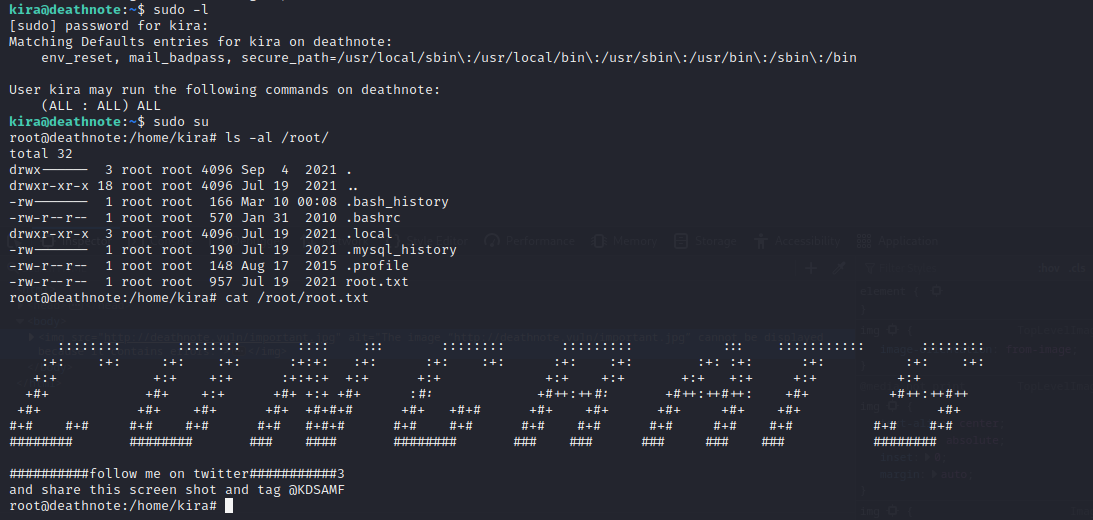 kira@deathnote:~$ sudo -l
[sudo] password for kira:
Matching Defaults entries for kira on deathnote:
    env_reset, mail_badpass, secure_path=/usr/local/sbin\:/usr/local/bin\:/usr/sbin\:/usr/bin\:/sbin\:/bin

User kira may run the following commands on deathnote:
    (ALL : ALL) ALL
kira@deathnote:~$ sudo su
root@deathnote:/home/kira# ls -al /root/
total 32
drwx------  3 root root 4096 Sep  4  2021 .
drwxr-xr-x 18 root root 4096 Jul 19  2021 ..
-rw-------  1 root root  166 Mar 10 00:08 .bash_history
-rw-r--r--  1 root root  570 Jan 31  2010 .bashrc
drwxr-xr-x  3 root root 4096 Jul 19  2021 .local
-rw-------  1 root root  190 Jul 19  2021 .mysql_history
-rw-r--r--  1 root root  148 Aug 17  2015 .profile
-rw-r--r--  1 root root  957 Jul 19  2021 root.txt
root@deathnote:/home/kira# cat /root/root.txt

      ::::::::       ::::::::       ::::    :::       ::::::::       :::::::::           :::    :::::::::::       ::::::::
    :+:    :+:     :+:    :+:      :+:+:   :+:      :+:    :+:      :+:    :+:        :+: :+:      :+:          :+:    :+:
   +:+            +:+    +:+      :+:+:+  +:+      +:+             +:+    +:+       +:+   +:+     +:+          +:+
  +#+            +#+    +:+      +#+ +:+ +#+      :#:             +#++:++#:       +#++:++#++:    +#+          +#++:++#++
 +#+            +#+    +#+      +#+  +#+#+#      +#+   +#+#      +#+    +#+      +#+     +#+    +#+                 +#+
#+#    #+#     #+#    #+#      #+#   #+#+#      #+#    #+#      #+#    #+#      #+#     #+#    #+#          #+#    #+#
########       ########       ###    ####       ########       ###    ###      ###     ###    ###           ########

##########follow me on twitter###########3
and share this screen shot and tag @KDSAMF
root@deathnote:/home/kira#
Performance
Memory
Storage
Accessibility
Application